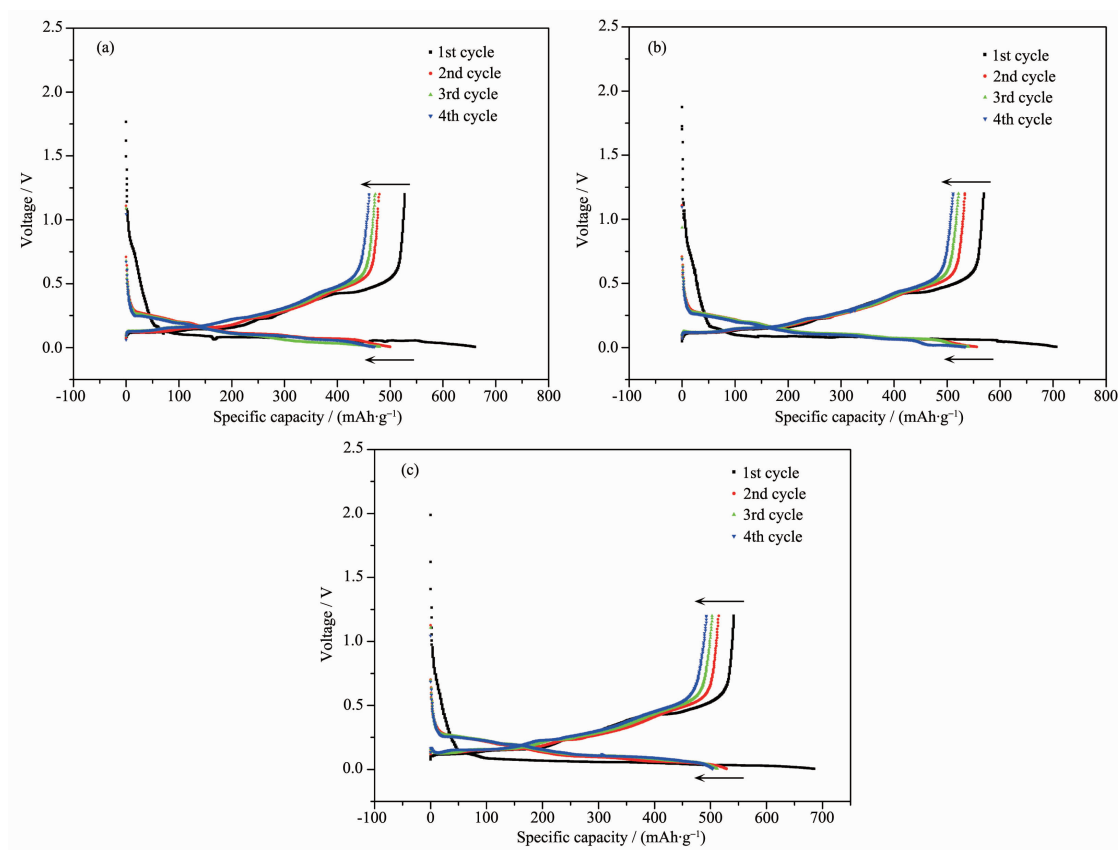 (a)
1st cycle
2nd cycle
3rd cycle
4th cycle
2.5
2.0
1.5
1.0
0.5
0.0
Voltage / V
-100 0 100 200 300 400 500 600 700 800
Specific capacity / (mAh·g⁻¹)
(b)
1st cycle
2nd cycle
3rd cycle
4th cycle
2.5
2.0
1.5
1.0
0.5
0.0
Voltage / V
-100 0 100 200 300 400 500 600 700 800
Specific capacity / (mAh·g⁻¹)
(c)
1st cycle
2nd cycle
3rd cycle
4th cycle
2.5
2.0
1.5
1.0
0.5
0.0
Voltage / V
-100 0 100 200 300 400 500 600 700
Specific capacity / (mAh·g⁻¹)